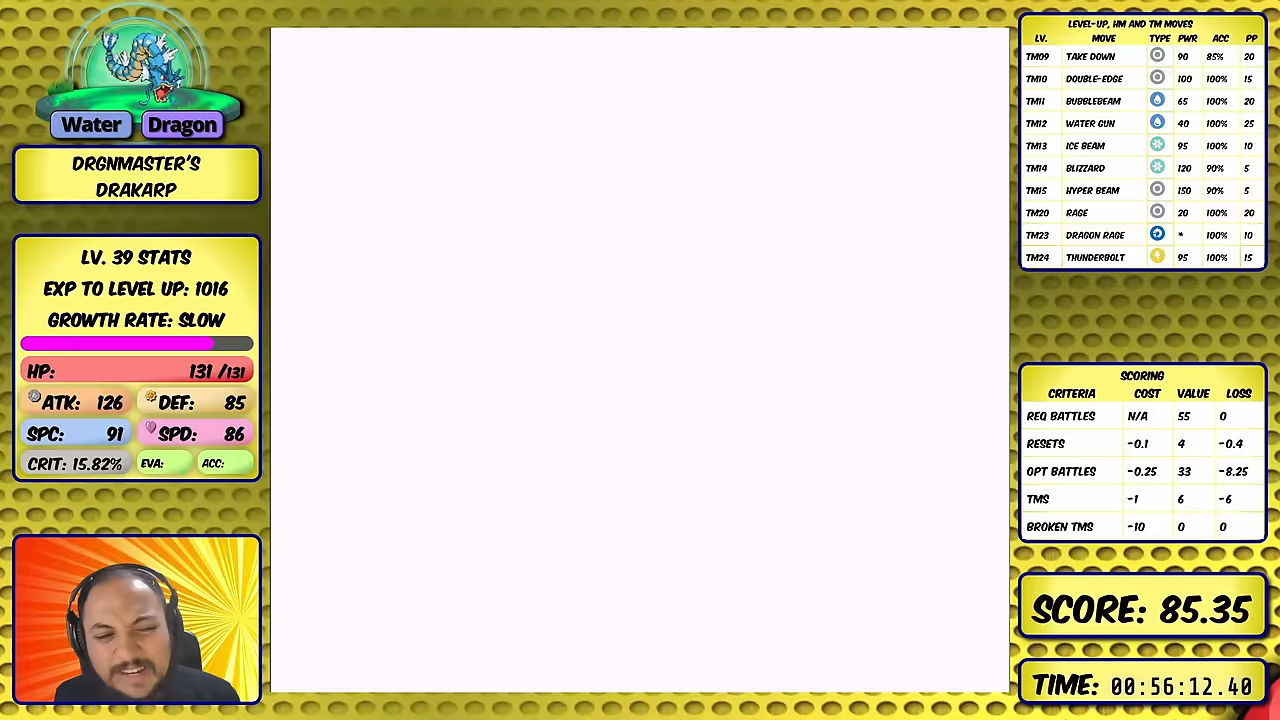 Water Dragon
DRGNMASTER'S
DRAKARP
LV. 39 STATS
EXP TO LEVEL UP: 1016
GROWTH RATE: SLOW
HP: 131 /131
ATK: 126 DEF: 85
SPC: 91 SPD: 86
CRIT: 15.82% EVA: ACC:
LEVEL-UP, HM AND TM MOVES
LV. MOVE TYPE PWR ACC PP
TM09 TAKE DOWN 90 85% 20
TM10 DOUBLE-EDGE 100 100% 15
TM11 BUBBLEBEAM 65 100% 20
TM12 WATER GUN 40 100% 25
TM13 ICE BEAM 95 100% 10
TM14 BLIZZARD 120 90% 5
TM15 HYPER BEAM 150 90% 5
TM20 RAGE 20 100% 20
TM23 DRAGON RAGE * 100% 10
TM24 THUNDERBOLT 95 100% 15
SCORING
CRITERIA COST VALUE LOSS
REQ BATTLES N/A 55 0
RESETS -0.1 4 -0.4
OPT BATTLES -0.25 33 -8.25
TMS -1 6 -6
BROKEN TMS -10 0 0
SCORE: 85.35
TIME: 00:56:12.40